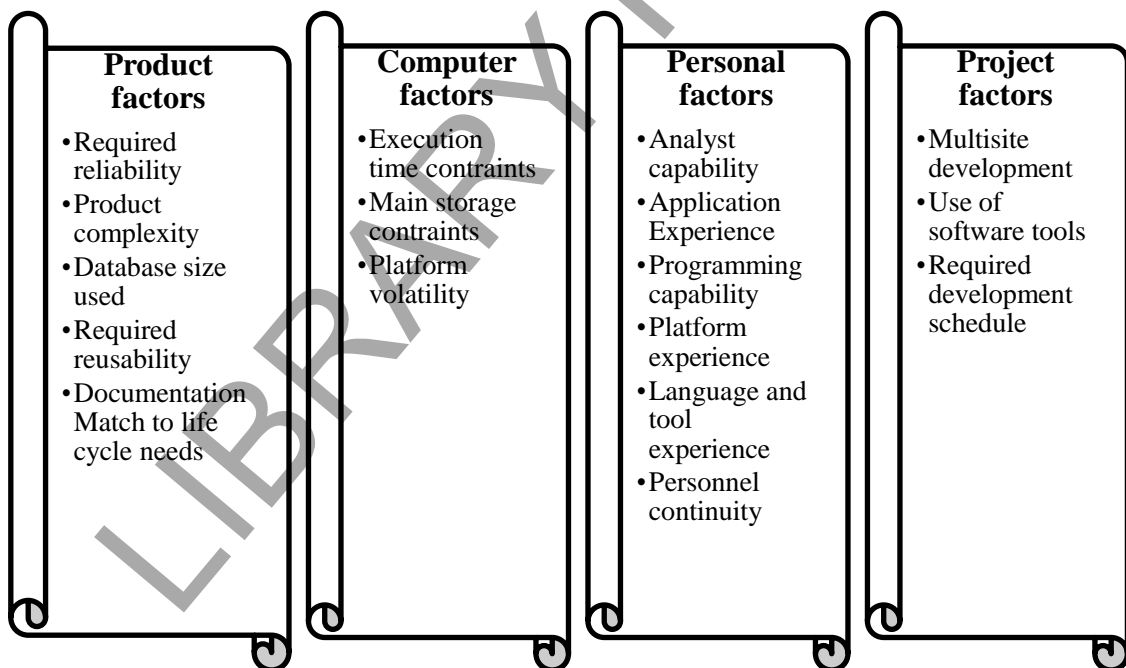 Product
factors
•Required
reliability
•Product
complexity
•Database size
used
•Required
reusability
•Documentation
Match to life
cycle needs
Computer
factors
•Execution
time contraints
•Main storage
contraints
•Platform
volatility
Personal
factors
•Analyst
capability
•Application
Experience
•Programming
capability
•Platform
experience
•Language and
tool
experience
•Personnel
continuity
Project
factors
•Multisite
development
•Use of
software tools
•Required
development
schedule
LIBRARY